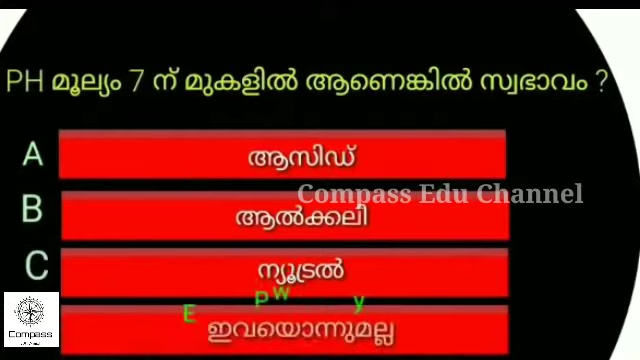 PH മൂല്യം 7 ന് മുകളിൽ ആണെങ്കിൽ സ്വഭാവം ?
A ആസിഡ്
Compass Edu Channel
B ആൽക്കലി
C ന്യൂട്രൽ
E P W y
ഇവയൊന്നുമല്ല
Compass